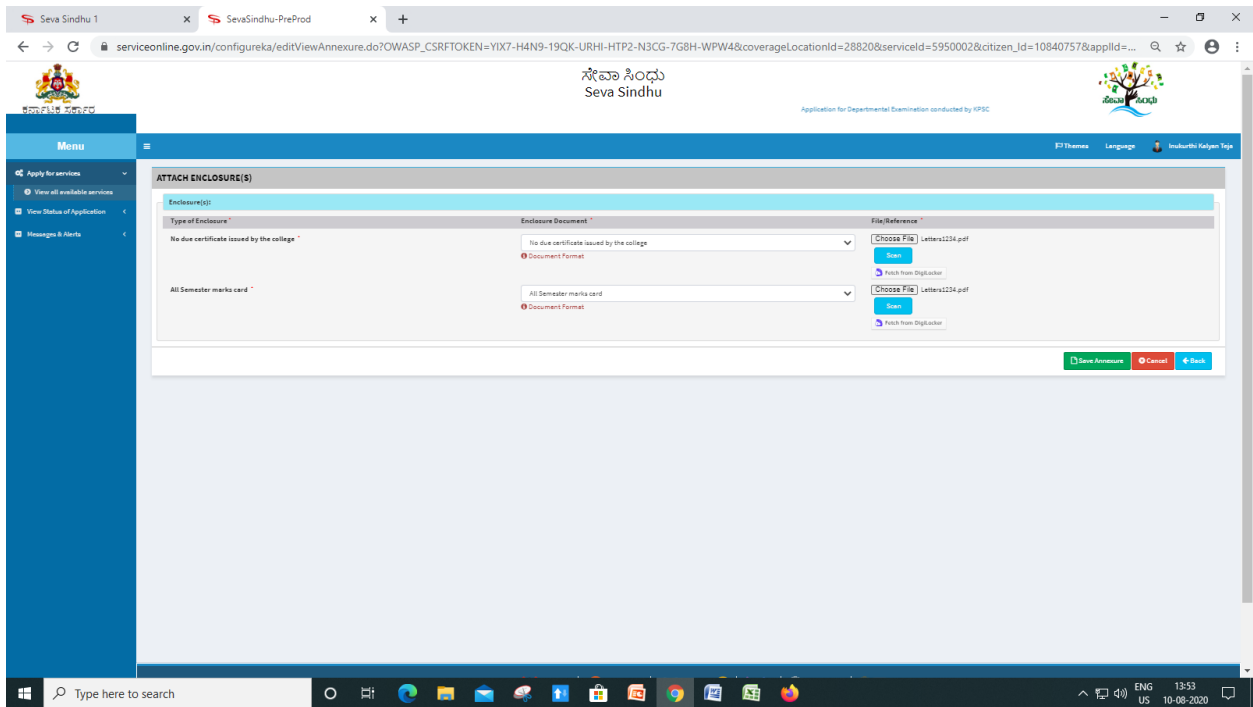 Seva Sindhu 1
SevaSindhu-PreProd
serviceonline.gov.in/configureka/editViewAnnexure.do?OWASP_CSRFTOKEN=YIX7-H4N9-19QK-URHI-HTP2-N3CG-7G8H-WPW4&coverageLocationId=28820&serviceId=5950002&citizen_Id=10840757&applId=...
ಕರ್ನಾಟಕ ಸರ್ಕಾರ
ಸೇವಾ ಸಿಂಧು
Seva Sindhu
Application for Departmental Examination conducted by KPSC
ಸೇವಾ ಸಿಂಧು
Menu
Themes Language Inukurthi Kalyan Teja
Apply for services
View all available services
View Status of Application
Messages & Alerts
ATTACH ENCLOSURE(S)
Enclosure(s):
Type of Enclosure * Enclosure Document * File/Reference *
No due certificate issued by the college * No due certificate issued by the college Choose File Letters1234.pdf
Document Format
Scan
Fetch from DigiLocker
All Semester marks card * All Semester marks card Choose File Letters1234.pdf
Document Format
Scan
Fetch from DigiLocker
Save Annexure Cancel Back
Type here to search
ENG 13:53
US 10-08-2020